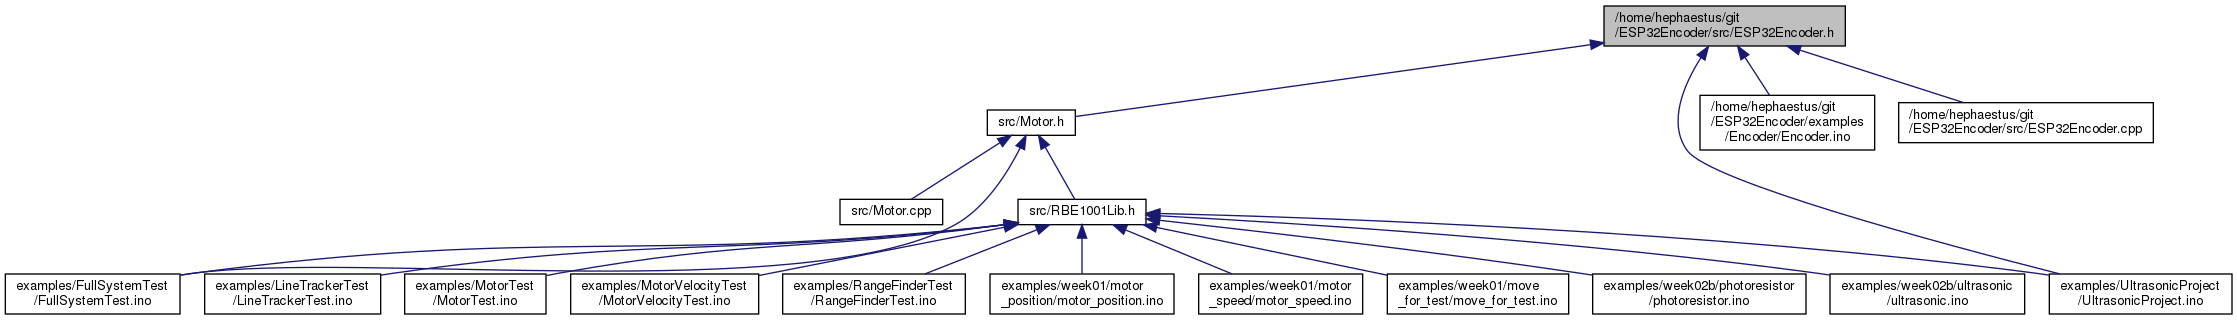 /home/hephaestus/git
/ESP32Encoder/src/ESP32Encoder.h
src/Motor.h
/home/hephaestus/git
/ESP32Encoder/examples
/Encoder/Encoder.ino
/home/hephaestus/git
/ESP32Encoder/src/ESP32Encoder.cpp
src/Motor.cpp
src/RBE1001Lib.h
examples/FullSystemTest
/FullSystemTest.ino
examples/LineTrackerTest
/LineTrackerTest.ino
examples/MotorTest
/MotorTest.ino
examples/MotorVelocityTest
/MotorVelocityTest.ino
examples/RangeFinderTest
/RangeFinderTest.ino
examples/week01/motor
_position/motor_position.ino
examples/week01/motor
_speed/motor_speed.ino
examples/week01/move
_for_test/move_for_test.ino
examples/week02b/photoresistor
/photoresistor.ino
examples/week02b/ultrasonic
/ultrasonic.ino
examples/UltrasonicProject
/UltrasonicProject.ino